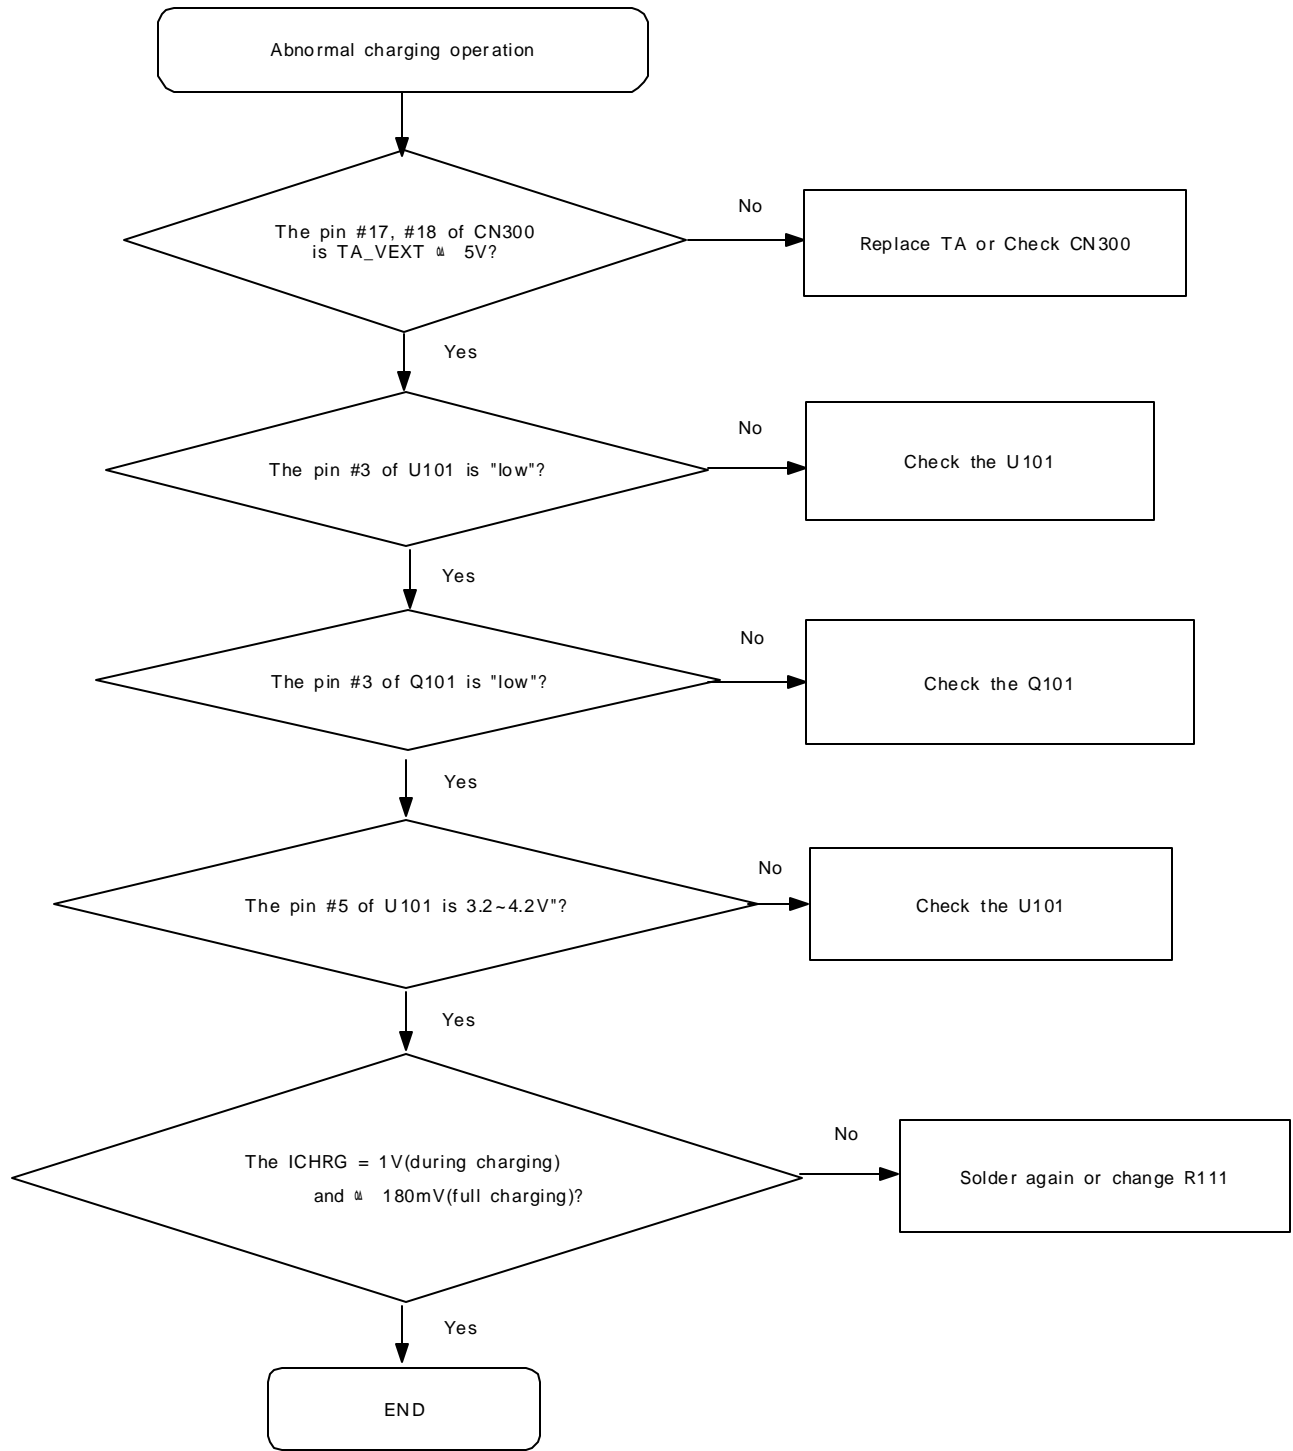 Abnormal charging operation
The pin #17, #18 of CN300
is TA_VEXT 5V?
No
Replace TA or Check CN300
Yes
The pin #3 of U101 is "low"?
No
Check the U101
Yes
The pin #3 of Q101 is "low"?
No
Check the Q101
Yes
The pin #5 of U101 is 3.2~4.2V"?
No
Check the U101
Yes
The ICHRG = 1V(during charging)
and 180mV(full charging)?
No
Solder again or change R111
Yes
END